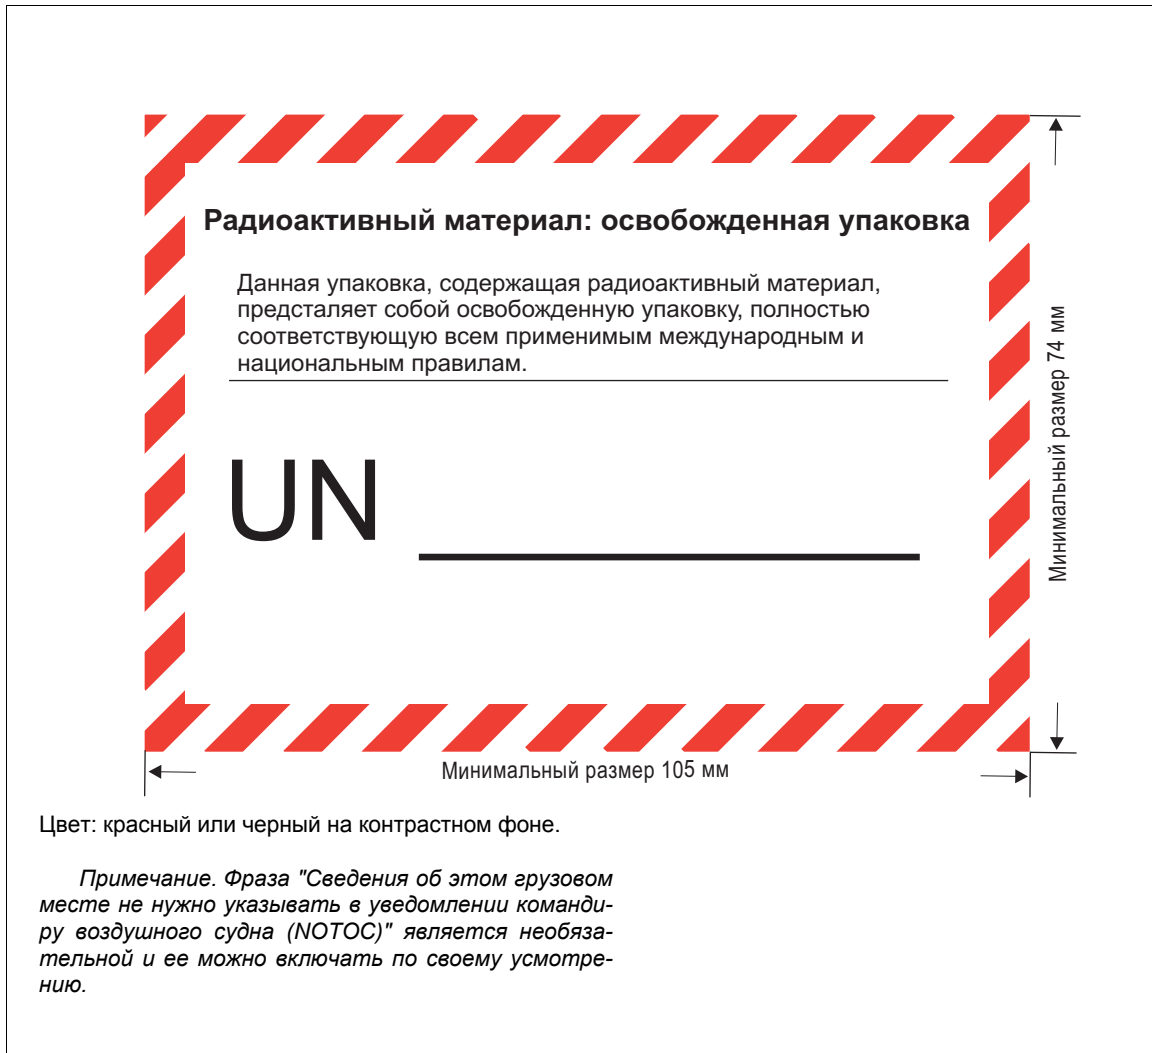 Радиоактивный материал: освобожденная упаковка
Данная упаковка, содержащая радиоактивный материал,
предсталяет собой освобожденную упаковку, полностью
соответствующую всем применимым международным и
национальным правилам.
UN
Минимальный размер 74 мм
Минимальный размер 105 мм
Цвет: красный или черный на контрастном фоне.
Примечание. Фраза "Сведения об этом грузовом
месте не нужно указывать в уведомлении команди-
ру воздушного судна (NOTOC)" является необяза-
тельной и ее можно включать по своему усмотре-
нию.